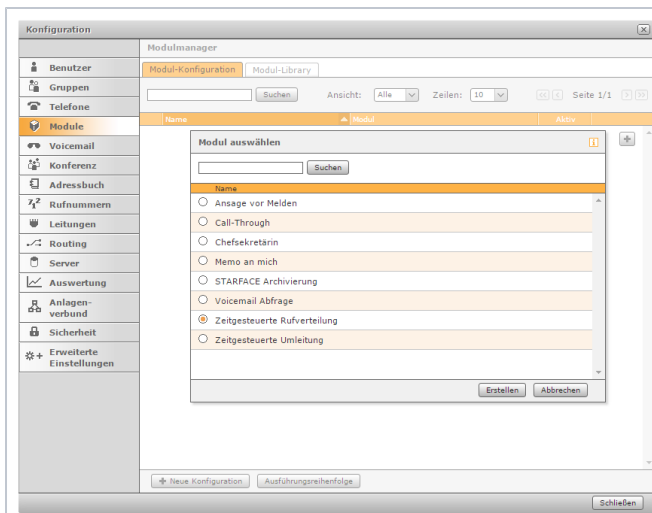 Konfiguration
Modulmanager
Benutzer
Gruppen
Telefone
Module
Voicemail
Konferenz
Adressbuch
Rufnummern
Leitungen
Routing
Server
Auswertung
Anlagen-
verbund
Sicherheit
Erweiterte
Einstellungen
Modul-Konfiguration Modul-Library
Suchen Ansicht: Alle Zeilen: 10 Seite 1/1
Name Modul Aktiv
Modul auswählen
Suchen
Name
Ansage vor Melden
Call-Through
Chefsekretärin
Memo an mich
STARFACE Archivierung
Voicemail Abfrage
Zeitgesteuerte Rufverteilung
Zeitgesteuerte Umleitung
Erstellen Abbrechen
Neue Konfiguration Ausführungsreihenfolge
Schließen